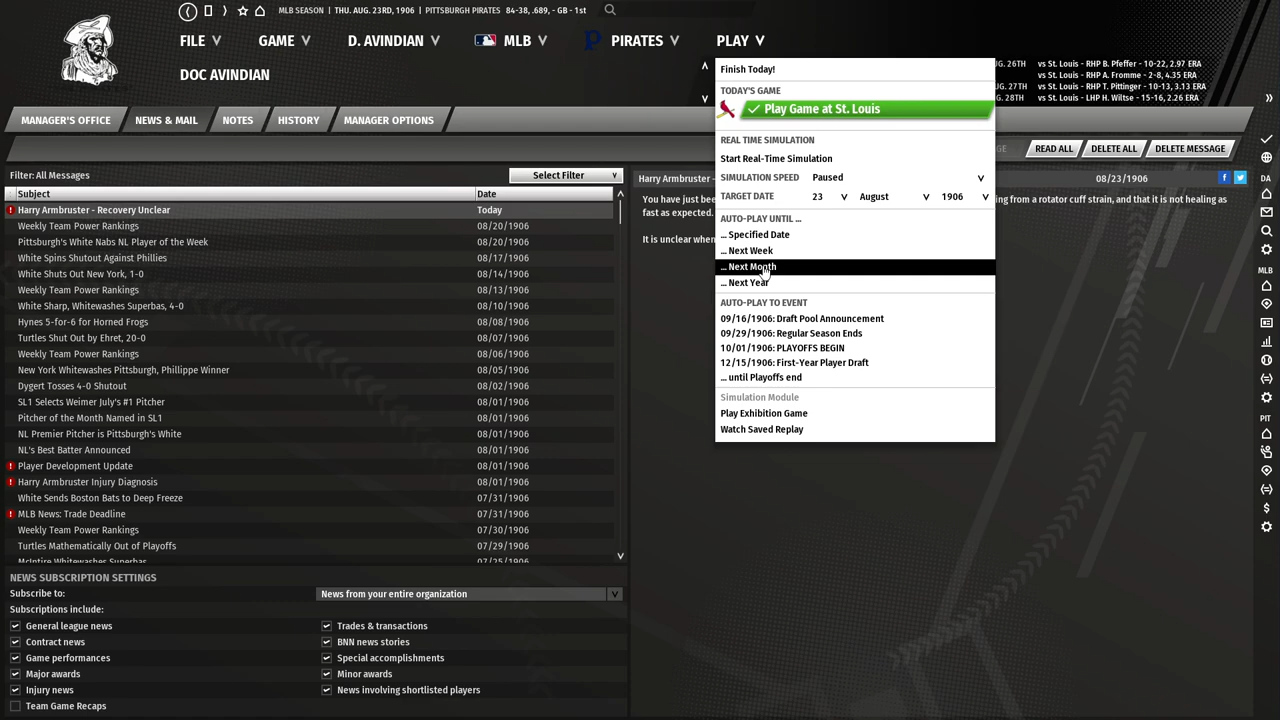 MLB SEASON | THU. AUG. 23RD, 1906 | PITTSBURGH PIRATES 84-38, .689, - GB - 1st
FILE GAME D. AVINDIAN MLB PIRATES PLAY
DOC AVINDIAN
UG. 26TH vs St. Louis - RHP B. Pfeffer - 10-22, 2.97 ERA
vs St. Louis - RHP A. Fromme - 2-8, 4.35 ERA
UG. 27TH vs St. Louis - RHP T. Pittinger - 10-13, 3.13 ERA
UG. 28TH vs St. Louis - LHP H. Wiltse - 15-16, 2.26 ERA
MANAGER'S OFFICE NEWS & MAIL NOTES HISTORY MANAGER OPTIONS
GE READ ALL DELETE ALL DELETE MESSAGE
Filter: All Messages Select Filter
Subject Date
Harry Armbruster - Recovery Unclear Today
Weekly Team Power Rankings 08/20/1906
Pittsburgh's White Nabs NL Player of the Week 08/20/1906
White Spins Shutout Against Phillies 08/17/1906
White Shuts Out New York, 1-0 08/14/1906
Weekly Team Power Rankings 08/13/1906
White Sharp, Whitewashes Superbas, 4-0 08/10/1906
Hynes 5-for-6 for Horned Frogs 08/08/1906
Turtles Shut Out by Ehret, 20-0 08/07/1906
Weekly Team Power Rankings 08/06/1906
New York Whitewashes Pittsburgh, Phillippe Winner 08/05/1906
Dygert Tosses 4-0 Shutout 08/02/1906
SL1 Selects Weimer July's #1 Pitcher 08/01/1906
Pitcher of the Month Named in SL1 08/01/1906
NL Premier Pitcher is Pittsburgh's White 08/01/1906
NL's Best Batter Announced 08/01/1906
Player Development Update 08/01/1906
Harry Armbruster Injury Diagnosis 08/01/1906
White Sends Boston Bats to Deep Freeze 07/31/1906
MLB News: Trade Deadline 07/31/1906
Weekly Team Power Rankings 07/30/1906
Turtles Mathematically Out of Playoffs 07/29/1906
McIntire Whitewashes Superbas 07/25/1906
NEWS SUBSCRIPTION SETTINGS
Subscribe to: News from your entire organization
Subscriptions include:
General league news Trades & transactions
Contract news BNN news stories
Game performances Special accomplishments
Major awards Minor awards
Injury news News involving shortlisted players
Team Game Recaps
Harry Armbruster - 08/23/1906
You have just bee ing from a rotator cuff strain, and that it is not healing as
fast as expected.
It is unclear when
Finish Today!
TODAY'S GAME
Play Game at St. Louis
REAL TIME SIMULATION
Start Real-Time Simulation
SIMULATION SPEED Paused
TARGET DATE 23 August 1906
AUTO-PLAY UNTIL ...
... Specified Date
... Next Week
... Next Month
... Next Year
AUTO-PLAY TO EVENT
09/16/1906: Draft Pool Announcement
09/29/1906: Regular Season Ends
10/01/1906: PLAYOFFS BEGIN
12/15/1906: First-Year Player Draft
... until Playoffs end
Simulation Module
Play Exhibition Game
Watch Saved Replay
DA
MLB
PIT